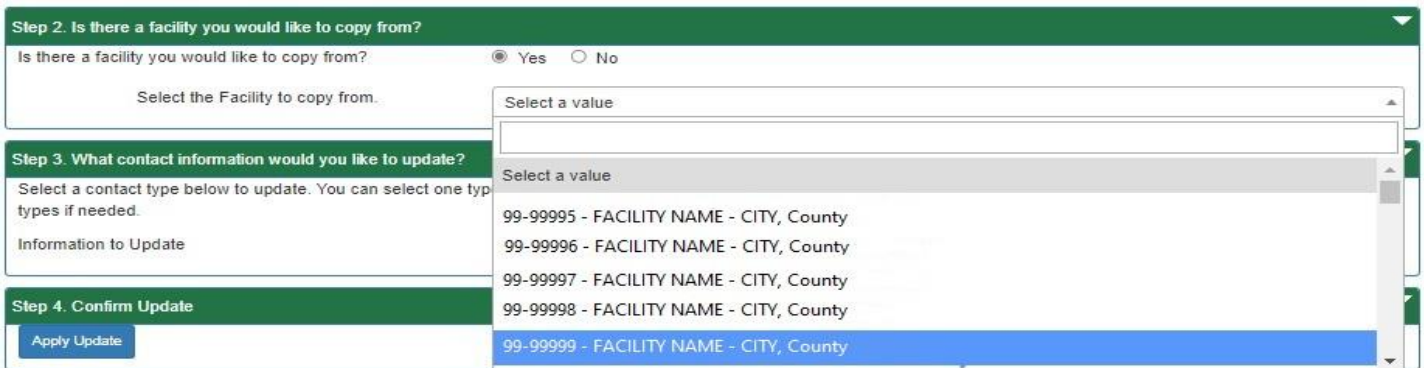 Step 2. Is there a facility you would like to copy from?
Is there a facility you would like to copy from?
Yes No
Select the Facility to copy from.
Select a value
Step 3. What contact information would you like to update?
Select a value
Select a contact type below to update. You can select one typ
types if needed.
99-99995 - FACILITY NAME - CITY, County
Information to Update
99-99996 - FACILITY NAME - CITY, County
99-99997 - FACILITY NAME - CITY, County
Step 4. Confirm Update
99-99998 - FACILITY NAME - CITY, County
Apply Update
99-99999 - FACILITY NAME - CITY, County